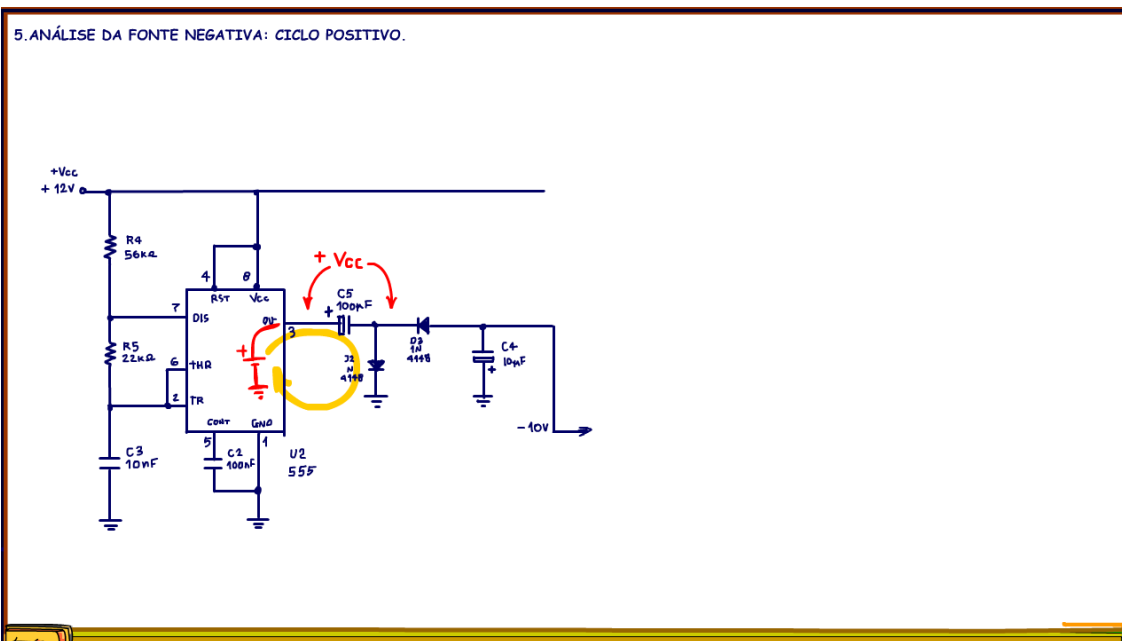 5.ANÁLISE DA FONTE NEGATIVA: CICLO POSITIVO.
+Vcc
+ 12V
R4
56kΩ
4
8
RST
Vcc
+ Vcc
C5
+ 100µF
7
DIS
3
R5
22kΩ
6
THR
+
2
TR
D3
1N
4148
N
4148
C4
10µF
+
CONT
GND
-10V
5
1
C3
10nF
C2
100nF
U2
555